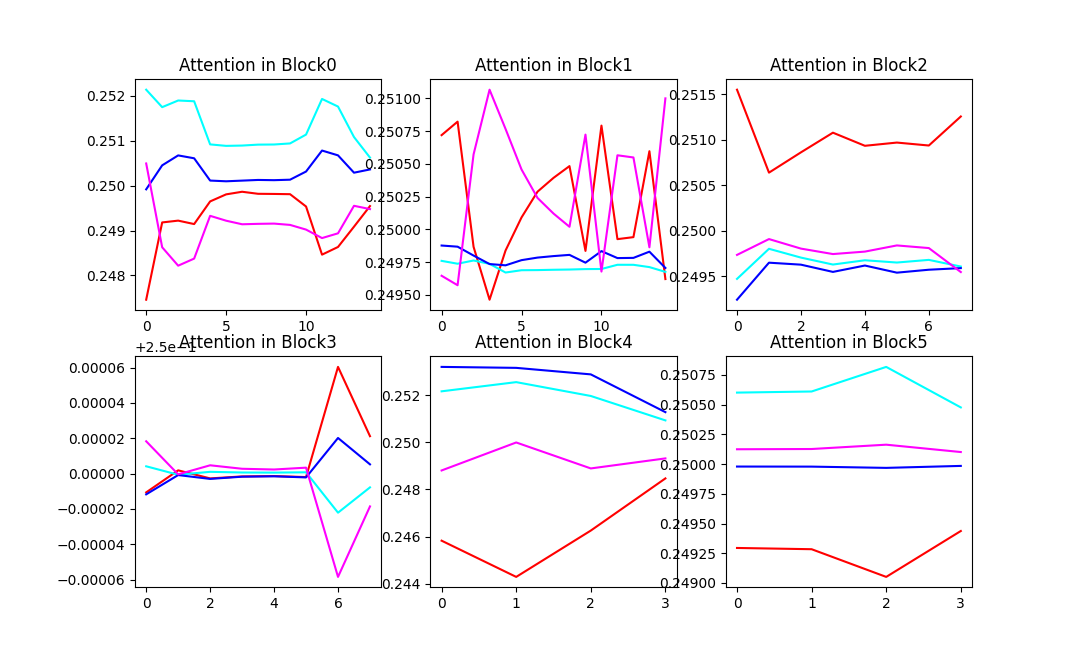 Attention in Block0
0.252
0.251
0.250
0.249
0.248
0 5 10
Attention in Block1
0.25100
0.25075
0.25050
0.25025
0.25000
0.24975
0.24950
0 5 10
Attention in Block2
0.2515
0.2510
0.2505
0.2500
0.2495
0 2 4 6
Attention in Block3
+2.5e−1
0.00006
0.00004
0.00002
0.00000
−0.00002
−0.00004
−0.00006
0 2 4 6
Attention in Block4
0.252
0.250
0.248
0.246
0.244
0 1 2 3
Attention in Block5
0.25075
0.25050
0.25025
0.25000
0.24975
0.24950
0.24925
0.24900
0 1 2 3